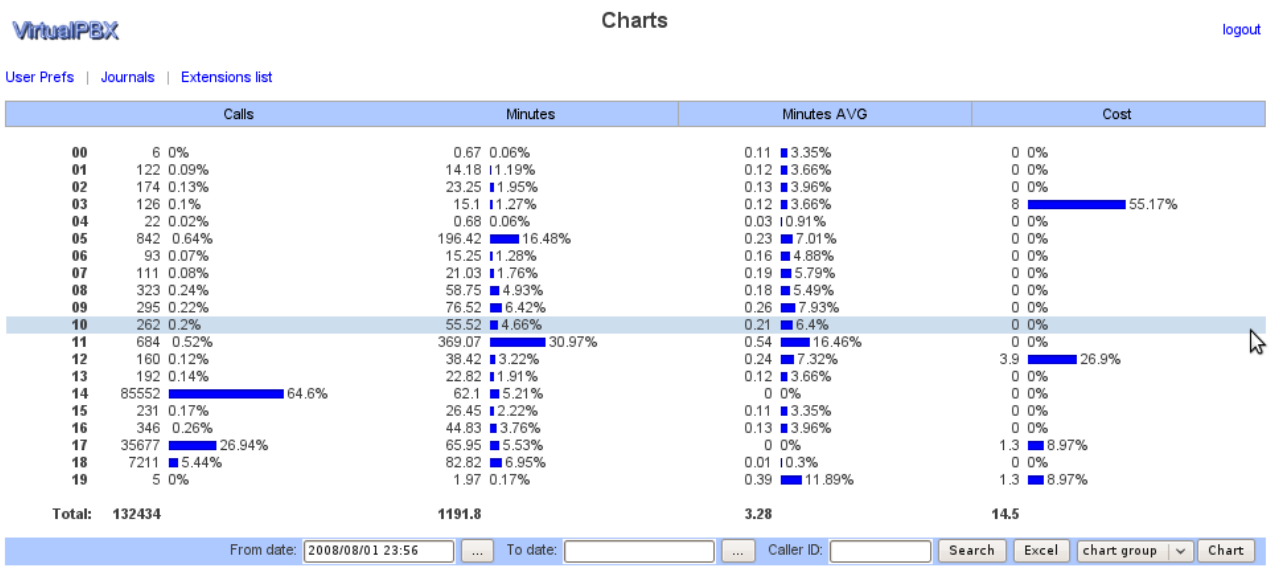 VirtualPBX
Charts
logout
User Prefs | Journals | Extensions list
Calls Minutes Minutes AVG Cost
00 6 0% 0.67 0.06% 0.11 3.35% 0 0%
01 122 0.09% 14.18 1.19% 0.12 3.66% 0 0%
02 174 0.13% 23.25 1.95% 0.13 3.96% 0 0%
03 126 0.1% 15.1 1.27% 0.12 3.66% 8 55.17%
04 22 0.02% 0.68 0.06% 0.03 0.91% 0 0%
05 842 0.64% 196.42 16.48% 0.23 7.01% 0 0%
06 93 0.07% 15.25 1.28% 0.16 4.88% 0 0%
07 111 0.08% 21.03 1.76% 0.19 5.79% 0 0%
08 323 0.24% 58.75 4.93% 0.18 5.49% 0 0%
09 295 0.22% 76.52 6.42% 0.26 7.93% 0 0%
10 262 0.2% 55.52 4.66% 0.21 6.4% 0 0%
11 684 0.52% 369.07 30.97% 0.54 16.46% 0 0%
12 160 0.12% 38.42 3.22% 0.24 7.32% 3.9 26.9%
13 192 0.14% 22.82 1.91% 0.12 3.66% 0 0%
14 85552 64.6% 62.1 5.21% 0 0% 0 0%
15 231 0.17% 26.45 2.22% 0.11 3.35% 0 0%
16 346 0.26% 44.83 3.76% 0.13 3.96% 0 0%
17 35677 26.94% 65.95 5.53% 0 0% 1.3 8.97%
18 7211 5.44% 82.82 6.95% 0.01 0.3% 0 0%
19 5 0% 1.97 0.17% 0.39 11.89% 1.3 8.97%
Total: 132434 1191.8 3.28 14.5
From date: 2008/08/01 23:56 ... To date: ... Caller ID: Search Excel chart group Chart